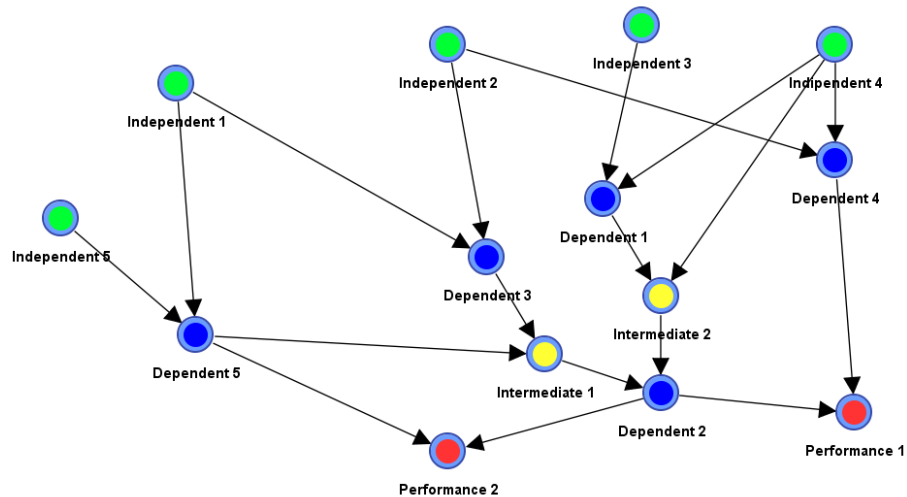 Independent 3
Independent 2
Indipendent 4
Independent 1
Dependent 4
Dependent 1
Independent 5
Dependent 3
Intermediate 2
Dependent 5
Intermediate 1
Dependent 2
Performance 1
Performance 2